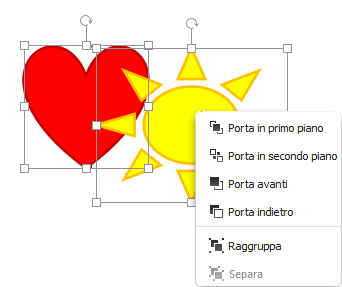 Porta in primo piano
Porta in secondo piano
Porta avanti
Porta indietro
Raggruppa
Separa